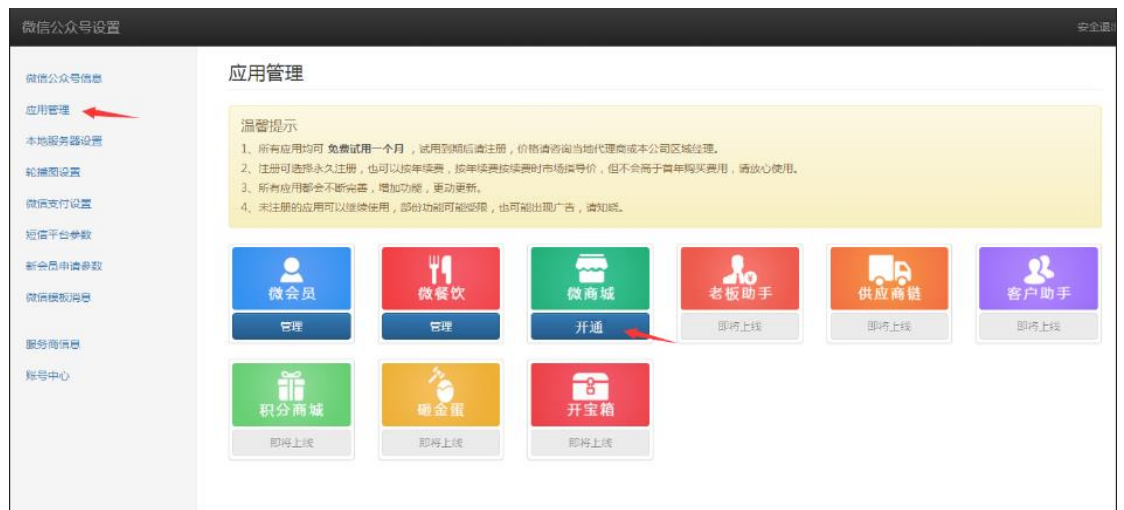 微信公众号设置
安全退出
微信公众号信息
应用管理
本地服务器设置
轮播图设置
微信支付设置
短信平台参数
新会员申请参数
微信模板消息
服务商信息
账号中心
应用管理
温馨提示
1、所有应用均可 免费试用一个月 ，试用到期后请注册，价格请咨询当地代理商或本公司区域经理。
2、注册可选择永久注册，也可以按年续费，按年续费按续费时市场指导价，但不会高于首年购买费用，请放心使用。
3、所有应用都会不断完善，增加功能，更动更新。
4、未注册的应用可以继续使用，部份功能可能受限，也可能出现广告，请知晓。
微会员 微餐饮 微商城 老板助手 供应商链 客户助手
管理 管理 开通 即将上线 即将上线 即将上线
积分商城 砸金蛋 开宝箱
即将上线 即将上线 即将上线